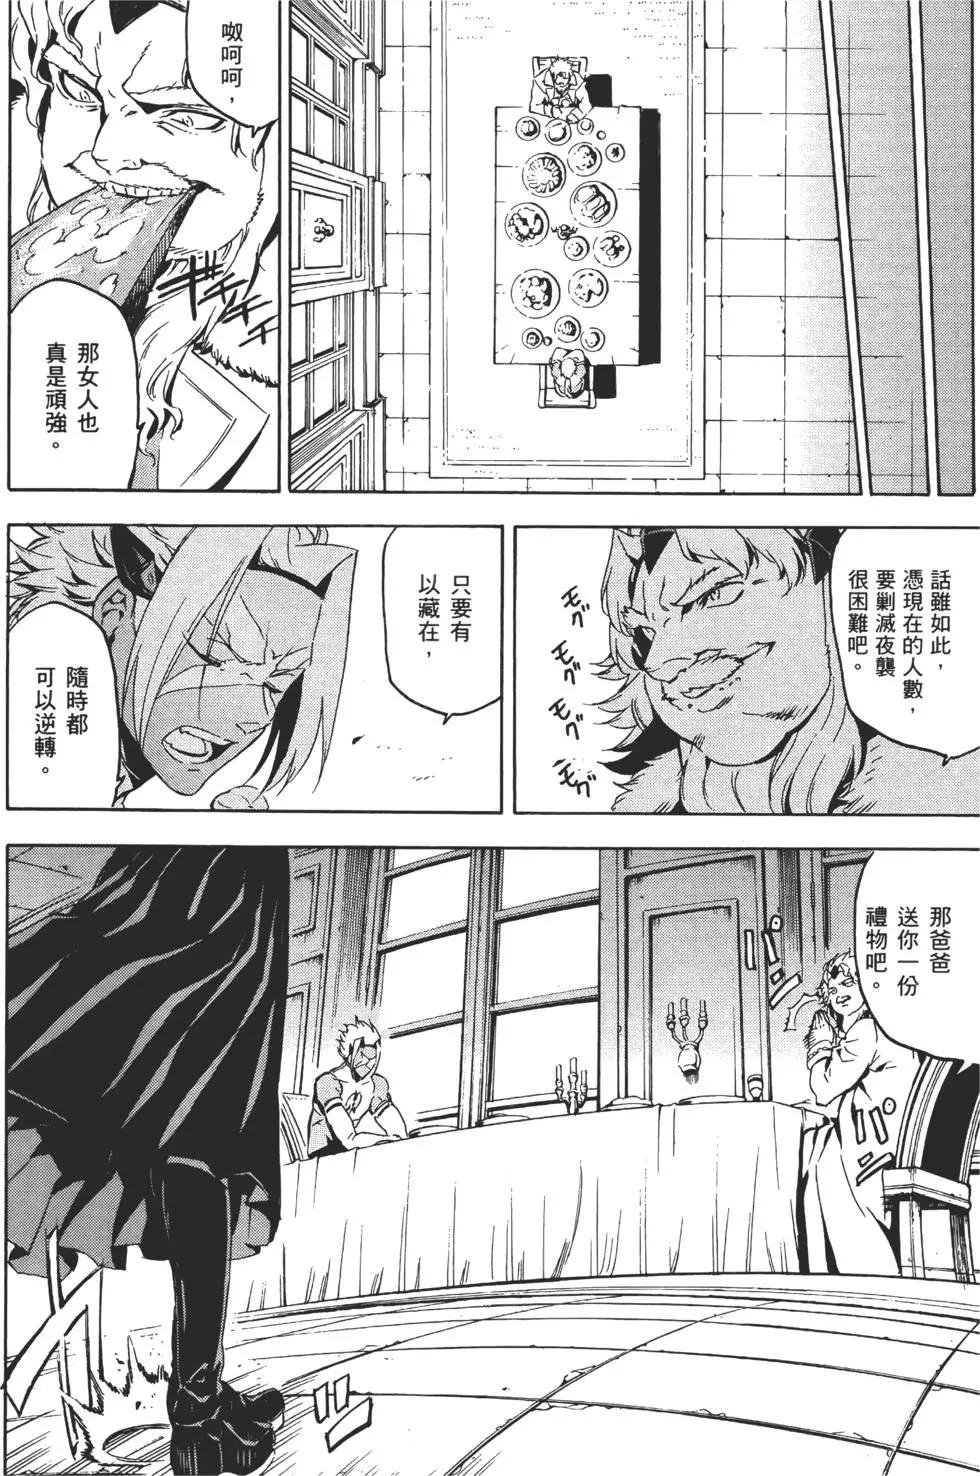 呶呵呵，
那女人也
真是頑強。
ギチギチ
話雖如此，
憑現在的人數，
要剿滅夜襲
很困難吧。
モグ
モグ
モグ
モグ
只要有
以藏在，
隨時都
可以逆轉。
那爸爸
送你一份
禮物吧。
パン
パン